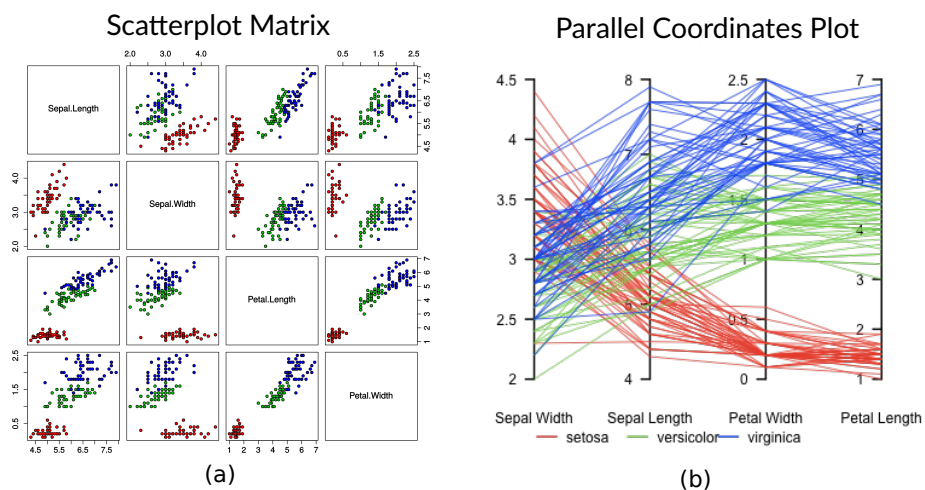 Scatterplot Matrix
2.0 3.0 4.0
0.5 1.5 2.5
Sepal.Length
4.5 5.5 6.5 7.5
2.0 3.0 4.0
Sepal.Width
Petal.Length
1 2 3 4 5 6 7
0.5 1.5 2.5
Petal.Width
4.5 5.5 6.5 7.5
1 2 3 4 5 6 7
(a)
Parallel Coordinates Plot
4.5 8 2.5 7
4 6
7 2
3.5 5
1.5
6 4
3 1
3
2.5 5 0.5 2
2 4 0 1
Sepal Width Sepal Length Petal Width Petal Length
setosa versicolor virginica
(b)